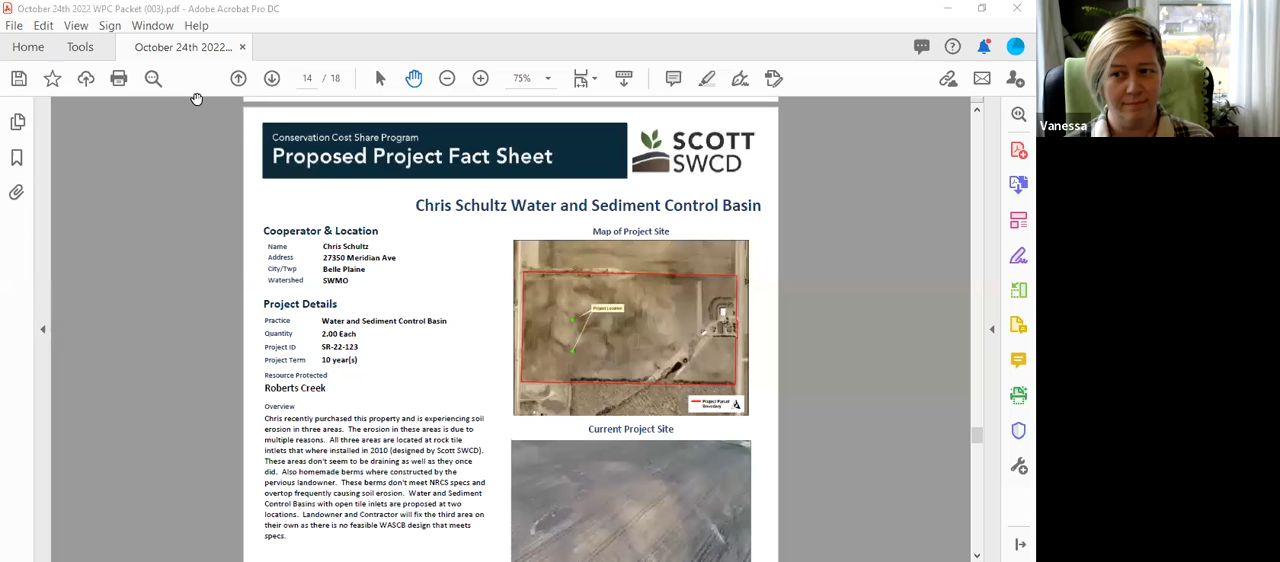 October 24th 2022 WPC Packet (003).pdf - Adobe Acrobat Pro DC
File Edit View Sign Window Help
Home Tools October 24th 2022... ×
14 / 18 75%
Vanessa
Conservation Cost Share Program
Proposed Project Fact Sheet
SCOTT
SWCD
Chris Schultz Water and Sediment Control Basin
Cooperator & Location
Name Chris Schultz
Address 27350 Meridian Ave
City/Twp Belle Plaine
Watershed SWMO
Project Details
Practice Water and Sediment Control Basin
Quantity 2.00 Each
Project ID SR-22-123
Project Term 10 year(s)
Resource Protected
Roberts Creek
Overview
Chris recently purchased this property and is experiencing soil
erosion in three areas. The erosion in these areas is due to
multiple reasons. All three areas are located at rock tile
intlets that where installed in 2010 (designed by Scott SWCD).
These areas don't seem to be draining as well as they once
did. Also homemade berms where constructed by the
pervious landowner. These berms don't meet NRCS specs and
overtop frequently causing soil erosion. Water and Sediment
Control Basins with open tile inlets are proposed at two
locations. Landowner and Contractor will fix the third area on
their own as there is no feasible WASCB design that meets
specs.
Map of Project Site
Project Location
Project Parcel
Boundary
Current Project Site